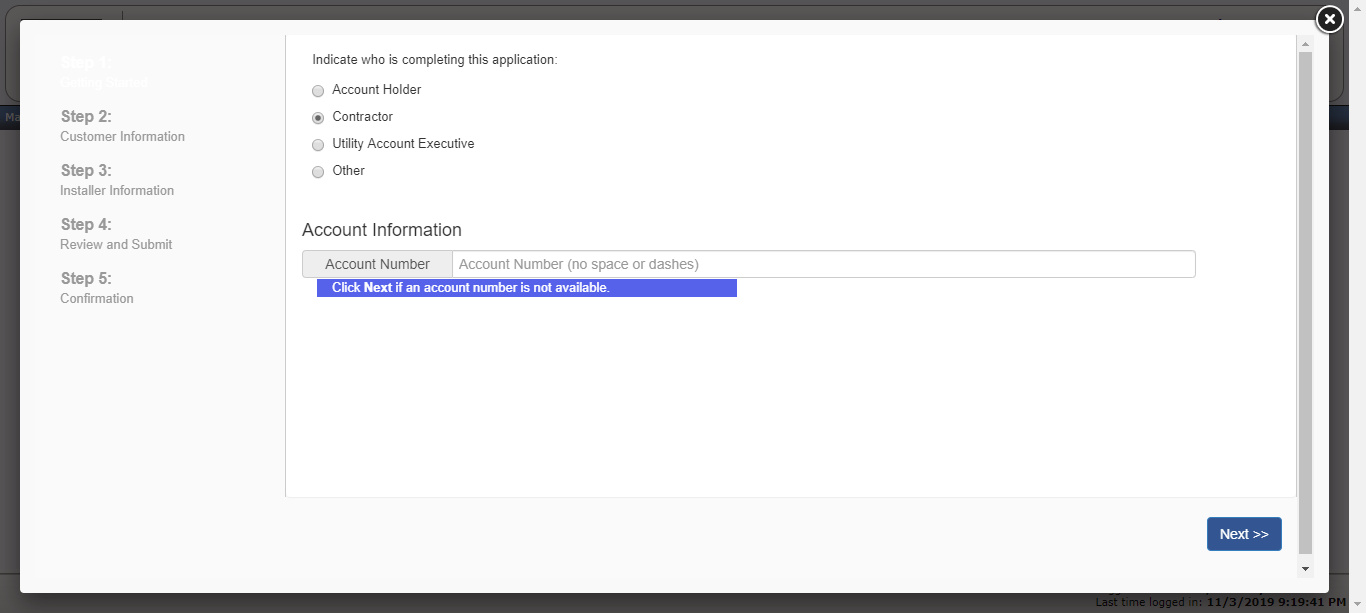 Step 1:
Getting Started
Step 2:
Customer Information
Step 3:
Installer Information
Step 4:
Review and Submit
Step 5:
Confirmation
Indicate who is completing this application:
Account Holder
Contractor
Utility Account Executive
Other
Account Information
Account Number Account Number (no space or dashes)
Click Next if an account number is not available.
Next >>
Ma
Last time logged in: 11/3/2019 9:19:41 PM